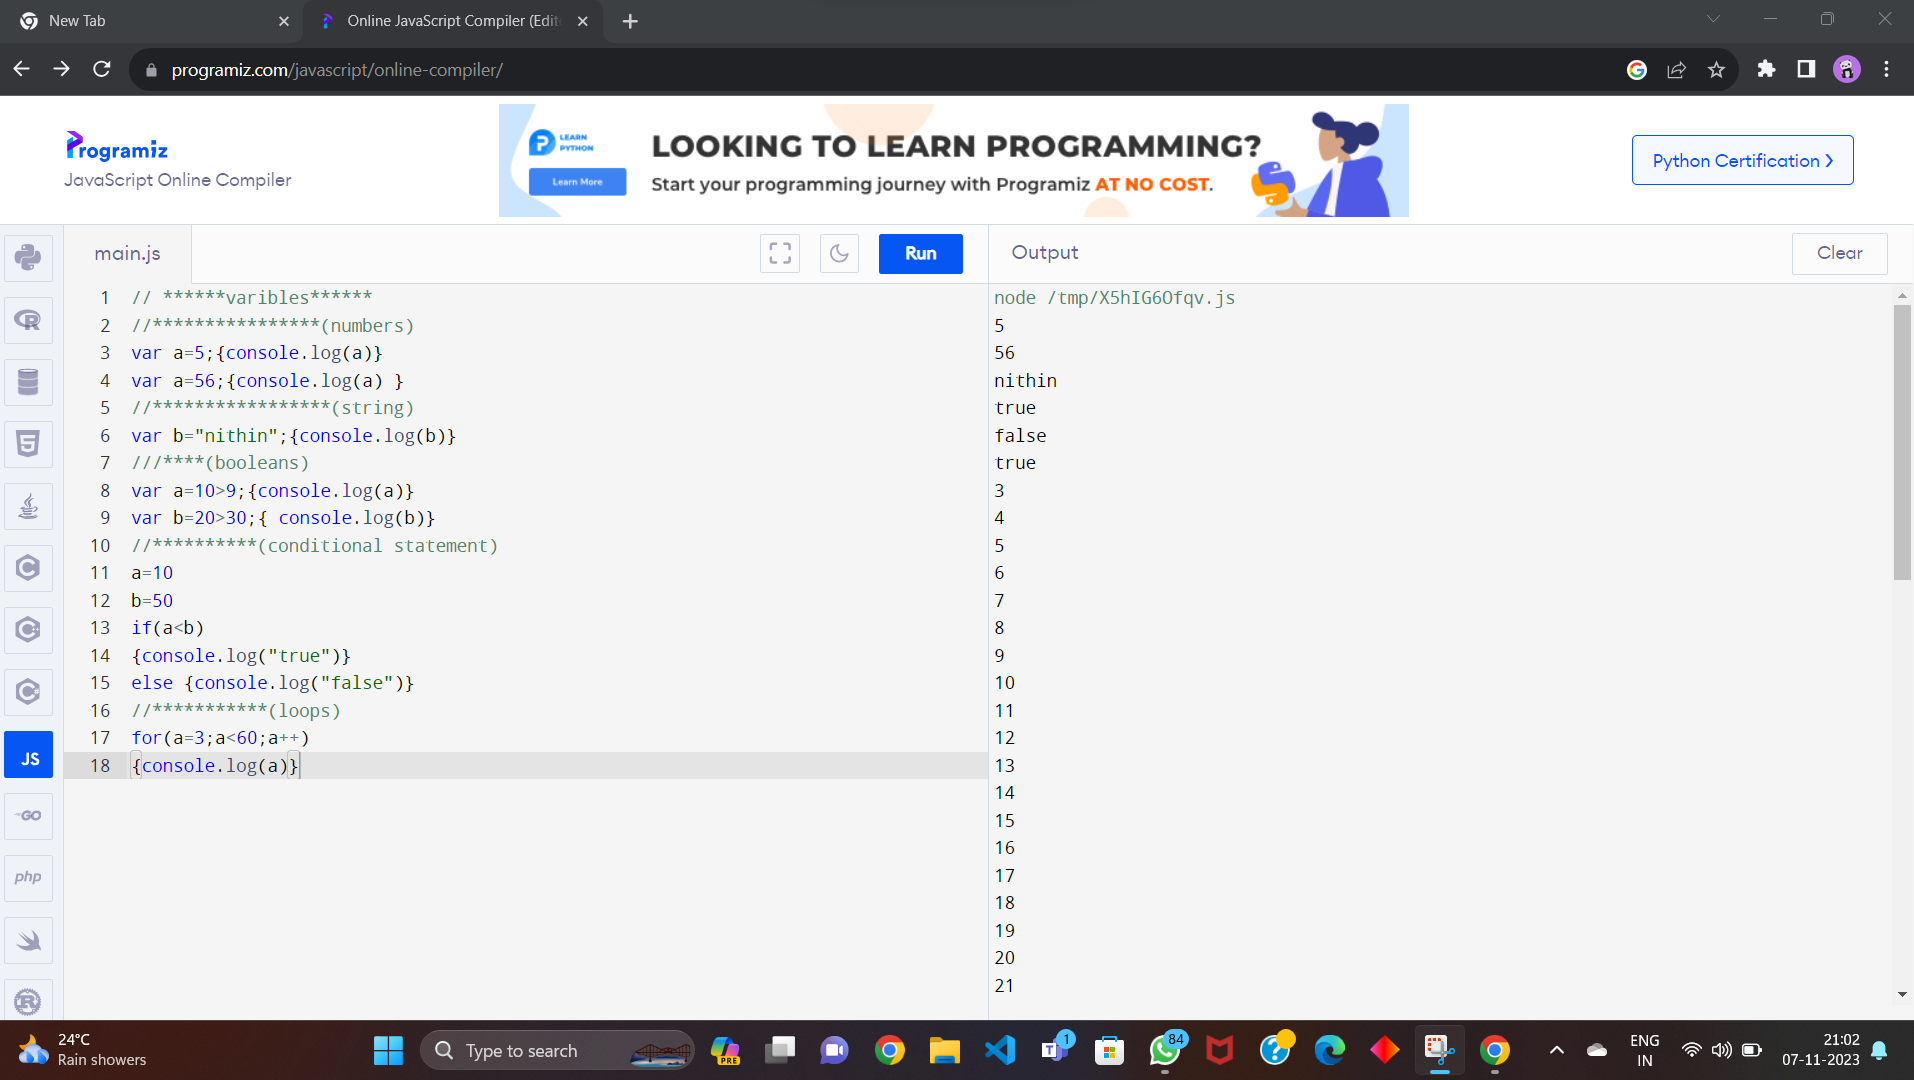 New Tab
Online JavaScript Compiler (Edit
programiz.com/javascript/online-compiler/
Programiz
JavaScript Online Compiler
LEARN
PYTHON
Learn More
LOOKING TO LEARN PROGRAMMING?
Start your programming journey with Programiz AT NO COST.
Python Certification
main.js
Run
Output
Clear
1 // ******varibles******
2 //****************(numbers)
3 var a=5;{console.log(a)}
4 var a=56;{console.log(a) }
5 //*****************(string)
6 var b="nithin";{console.log(b)}
7 ///****(booleans)
8 var a=10>9;{console.log(a)}
9 var b=20>30;{ console.log(b)}
10 //**********(conditional statement)
11 a=10
12 b=50
13 if(a<b)
14 {console.log("true")}
15 else {console.log("false")}
16 //***********(loops)
17 for(a=3;a<60;a++)
18 {console.log(a)}
node /tmp/X5hIG6Ofqv.js
5
56
nithin
true
false
true
3
4
5
6
7
8
9
10
11
12
13
14
15
16
17
18
19
20
21
JS
GO
php
24°C
Rain showers
Type to search
PRE
1
84
ENG
IN
21:02
07-11-2023